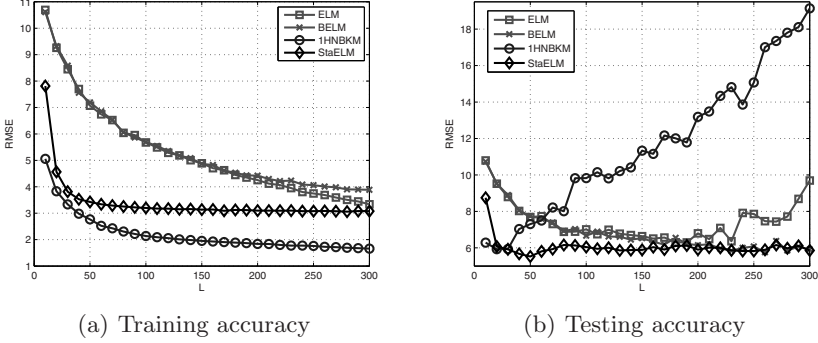 11
10
9
8
7
6
5
4
3
2
1
RMSE
0
50
100
150
200
250
300
L
ELM
BELM
1HNBKM
StaELM
(a) Training accuracy
18
16
14
12
10
8
6
RMSE
0
50
100
150
200
250
300
L
ELM
BELM
1HNBKM
StaELM
(b) Testing accuracy